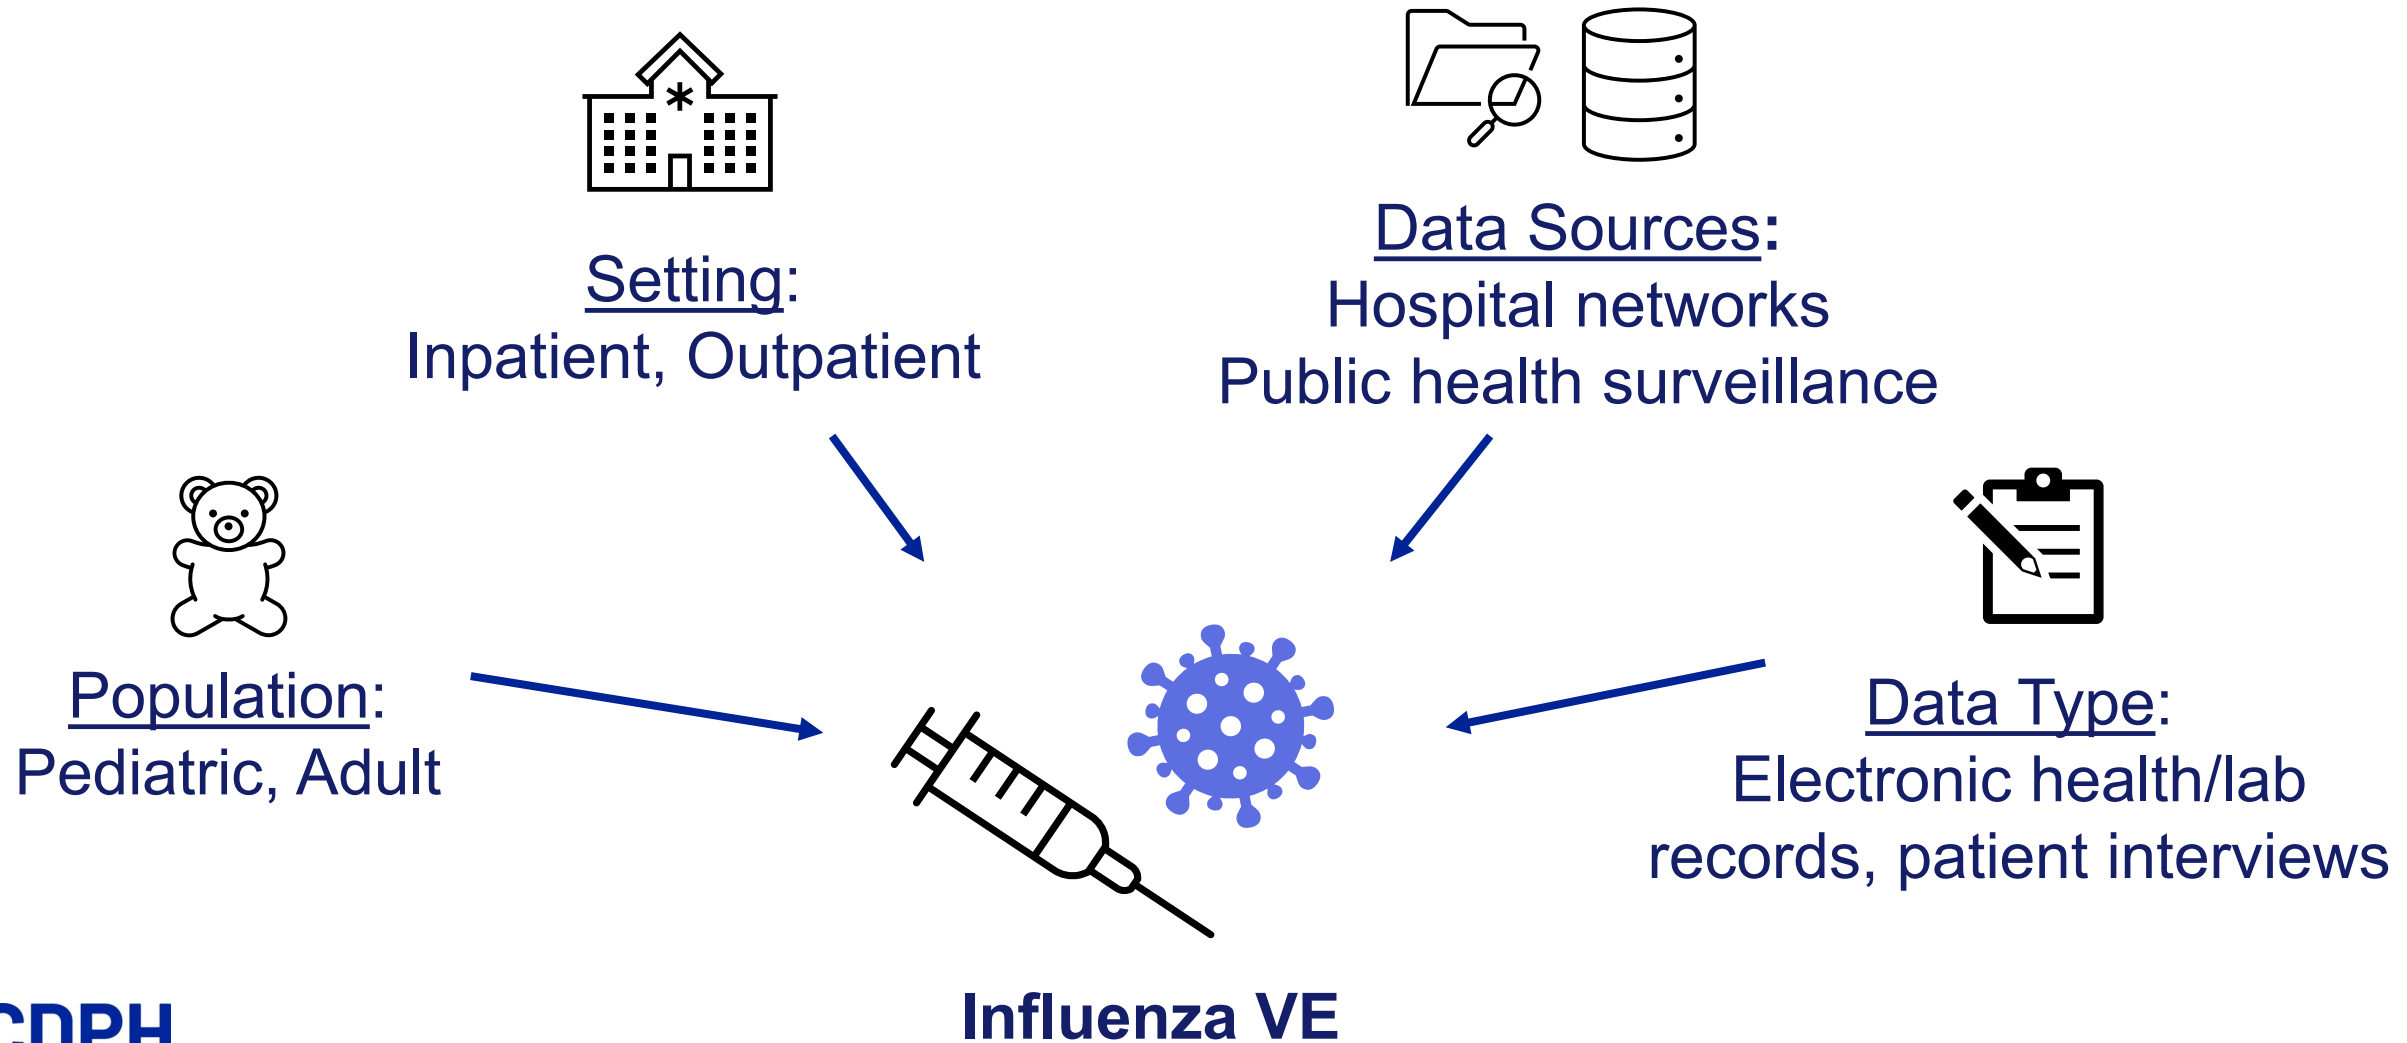 Setting:
Inpatient, Outpatient
Data Sources:
Hospital networks
Public health surveillance
Population:
Pediatric, Adult
Data Type:
Electronic health/lab
records, patient interviews
Influenza VE
CDPH